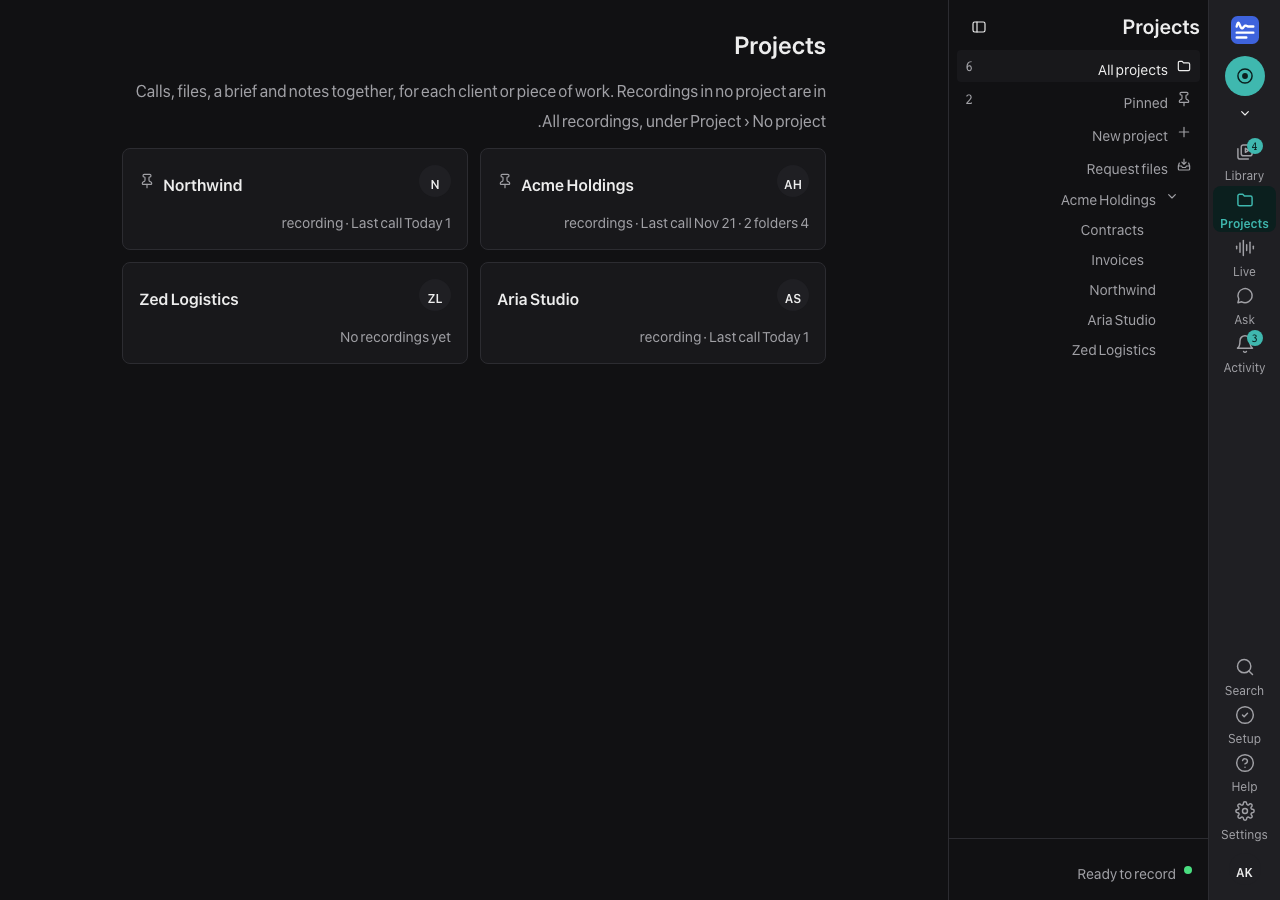 Projects
All projects
6
Pinned
2
New project
Request files
Acme Holdings
Contracts
Invoices
Northwind
Aria Studio
Zed Logistics
Ready to record
4
Library
Projects
Live
Ask
3
Activity
Search
Setup
Help
Settings
AK
Projects
Calls, files, a brief and notes together, for each client or piece of work. Recordings in no project are in
.All recordings, under Project › No project
AH
Acme Holdings
recordings · Last call Nov 21 · 2 folders 4
N
Northwind
recording · Last call Today 1
AS
Aria Studio
recording · Last call Today 1
ZL
Zed Logistics
No recordings yet